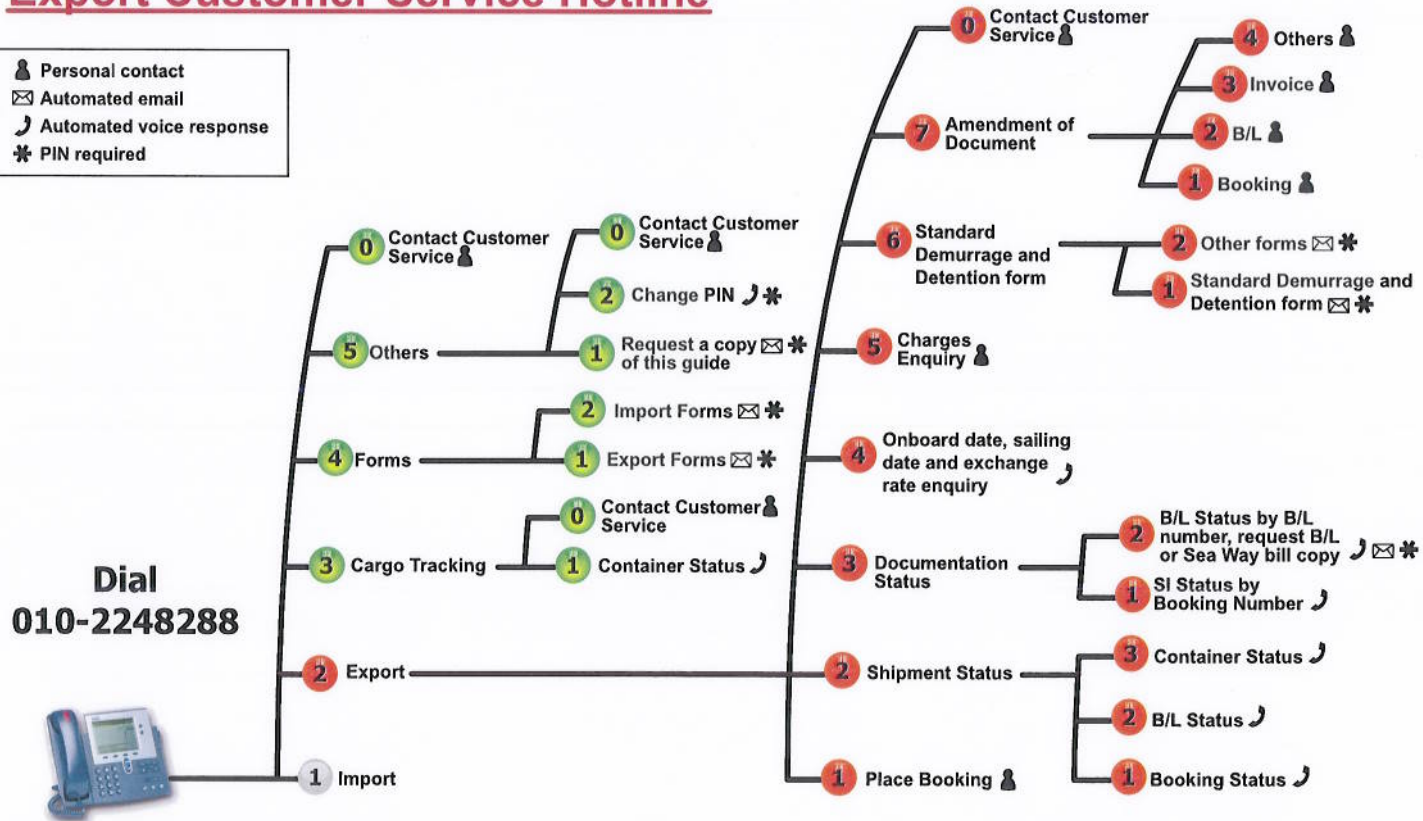 Export Customer Service Hotline
Personal contact
Automated email
Automated voice response
PIN required
Dial
010-2248288
0 Contact Customer
Service
5 Others
4 Forms
3 Cargo Tracking
2 Export
1 Import
0 Contact Customer
Service
2 Change PIN
1 Request a copy
of this guide
2 Import Forms
1 Export Forms
0 Contact Customer
Service
1 Container Status
0 Contact Customer
Service
7 Amendment of
Document
6 Standard
Demurrage and
Detention form
5 Charges
Enquiry
4 Onboard date, sailing
date and exchange
rate enquiry
3 Documentation
Status
2 Shipment Status
1 Place Booking
4 Others
3 Invoice
2 B/L
1 Booking
2 Other forms
1 Standard Demurrage and
Detention form
2 B/L Status by B/L
number, request B/L
or Sea Way bill copy
1 SI Status by
Booking Number
3 Container Status
2 B/L Status
1 Booking Status